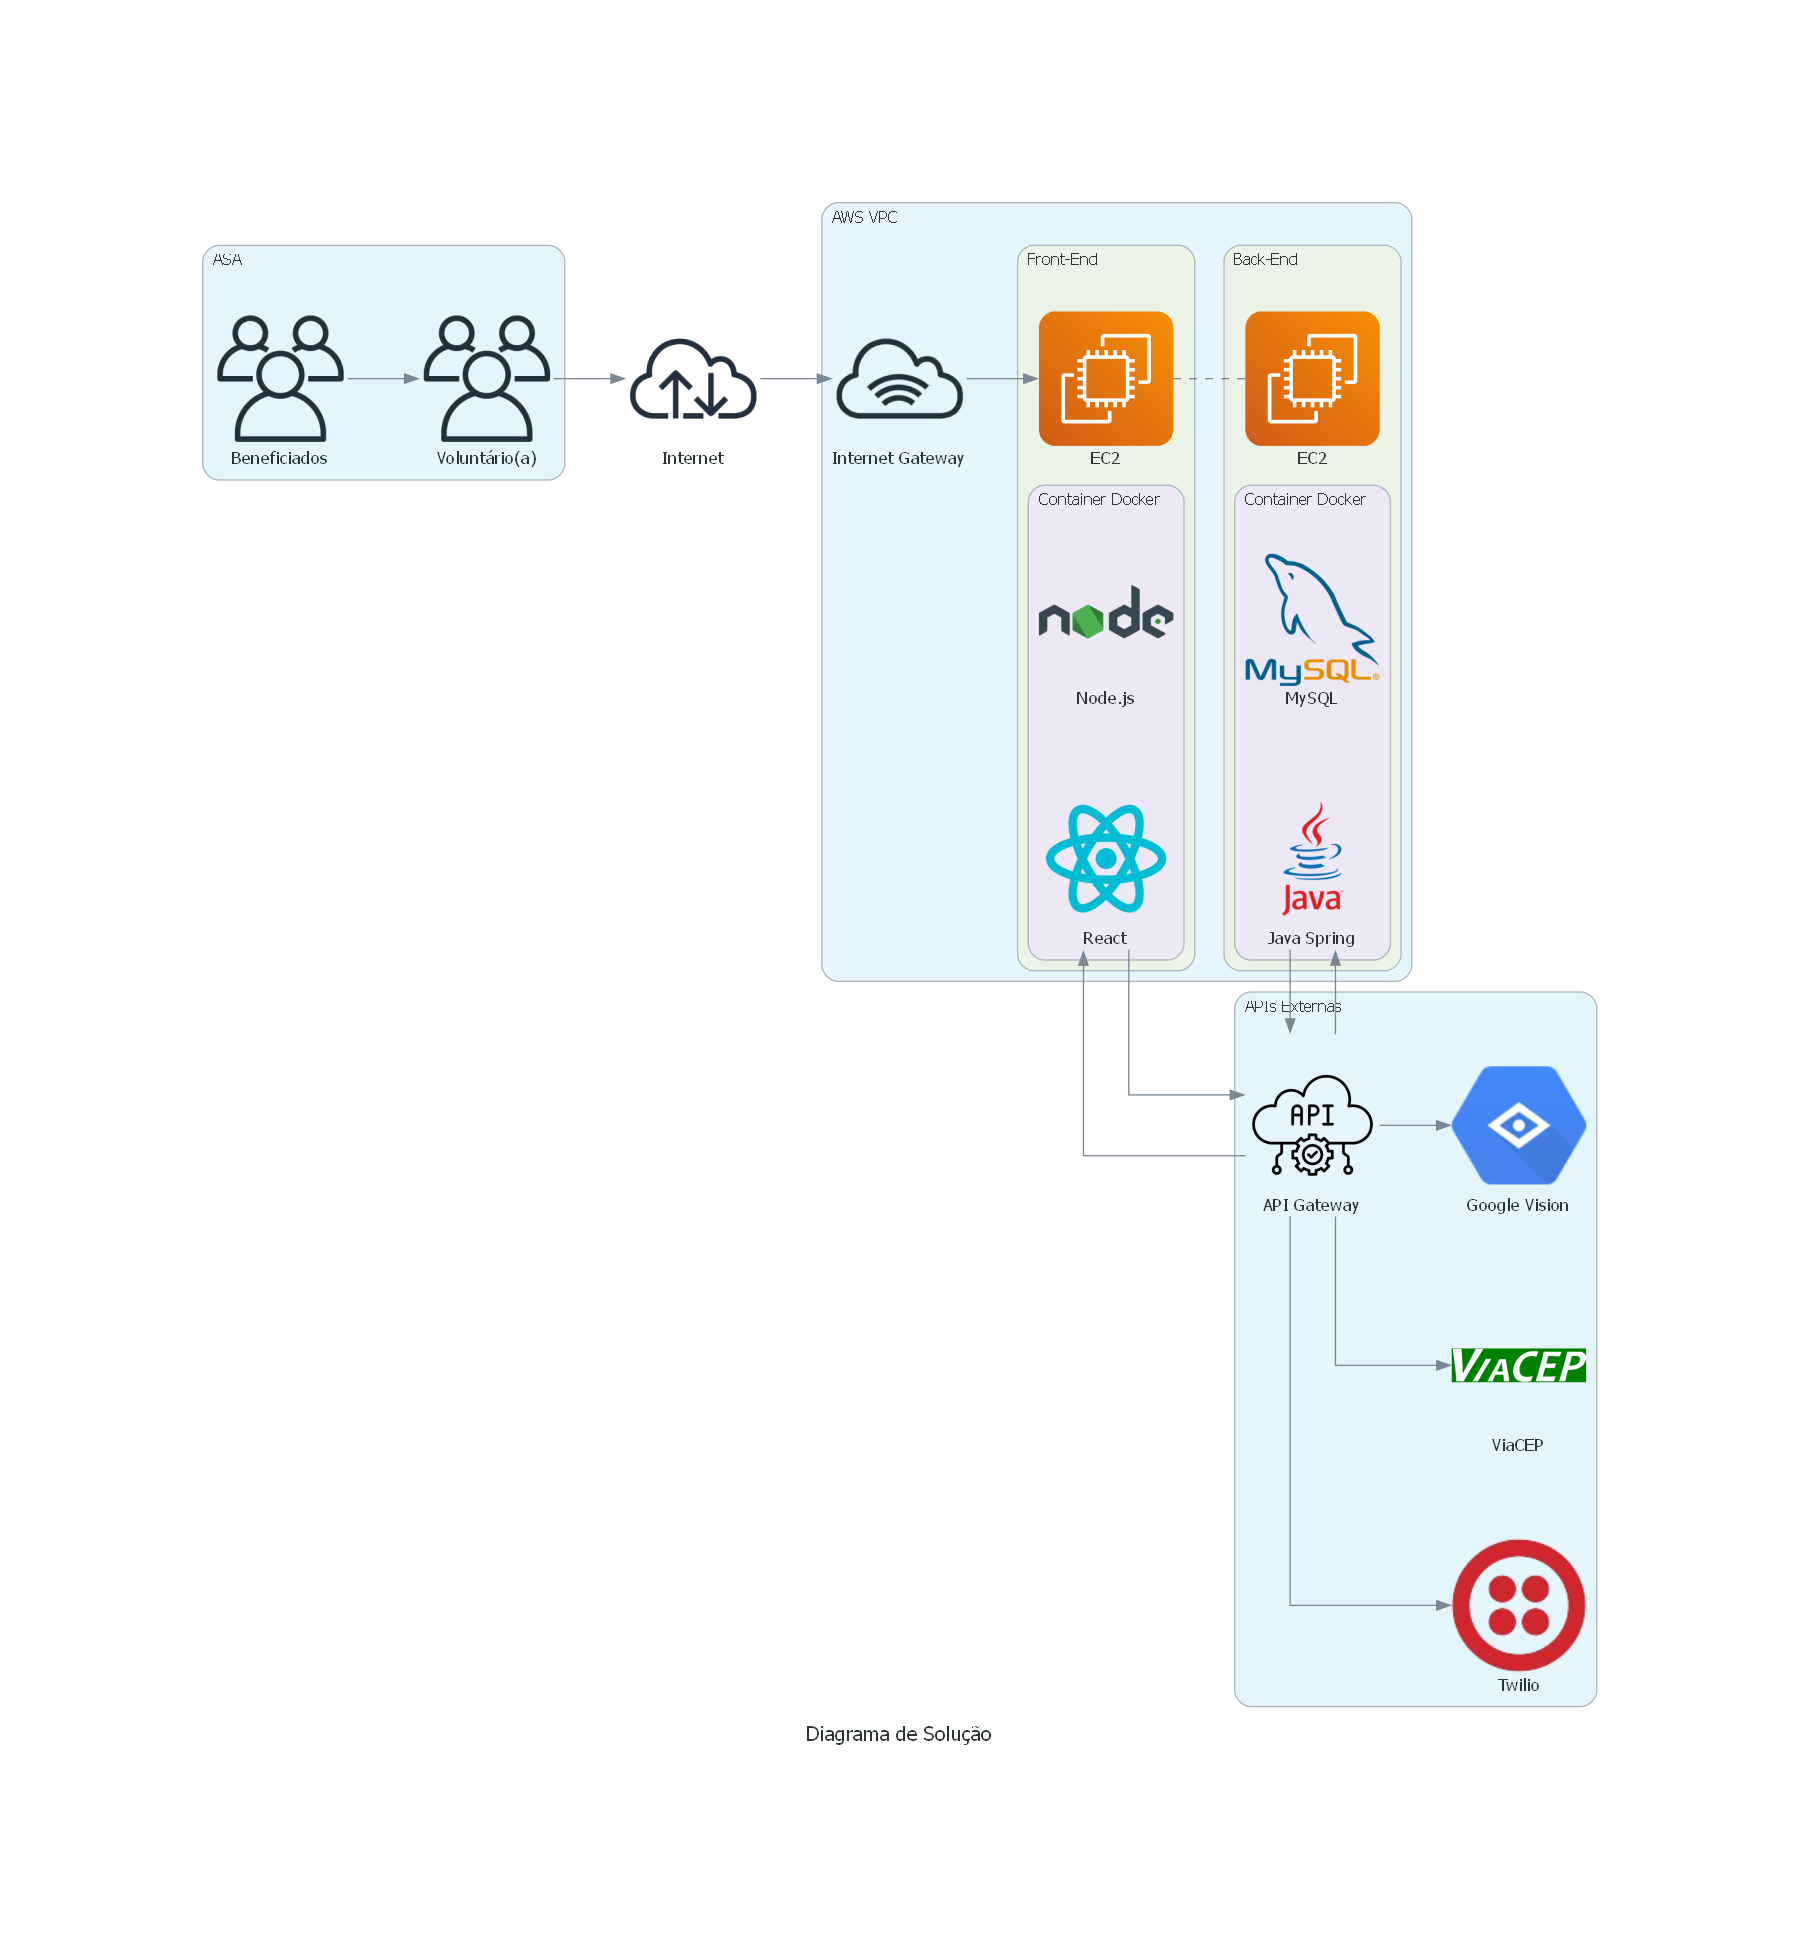 AWS VPC
ASA
Front-End
Back-End
Beneficiados
Voluntário(a)
Internet
Internet Gateway
EC2
EC2
Container Docker
Container Docker
node
MySQL®
Node.js
MySQL
Java
React
Java Spring
APIs Externas
API
API Gateway
Google Vision
VIACEP
ViaCEP
Twilio
Diagrama de Solução